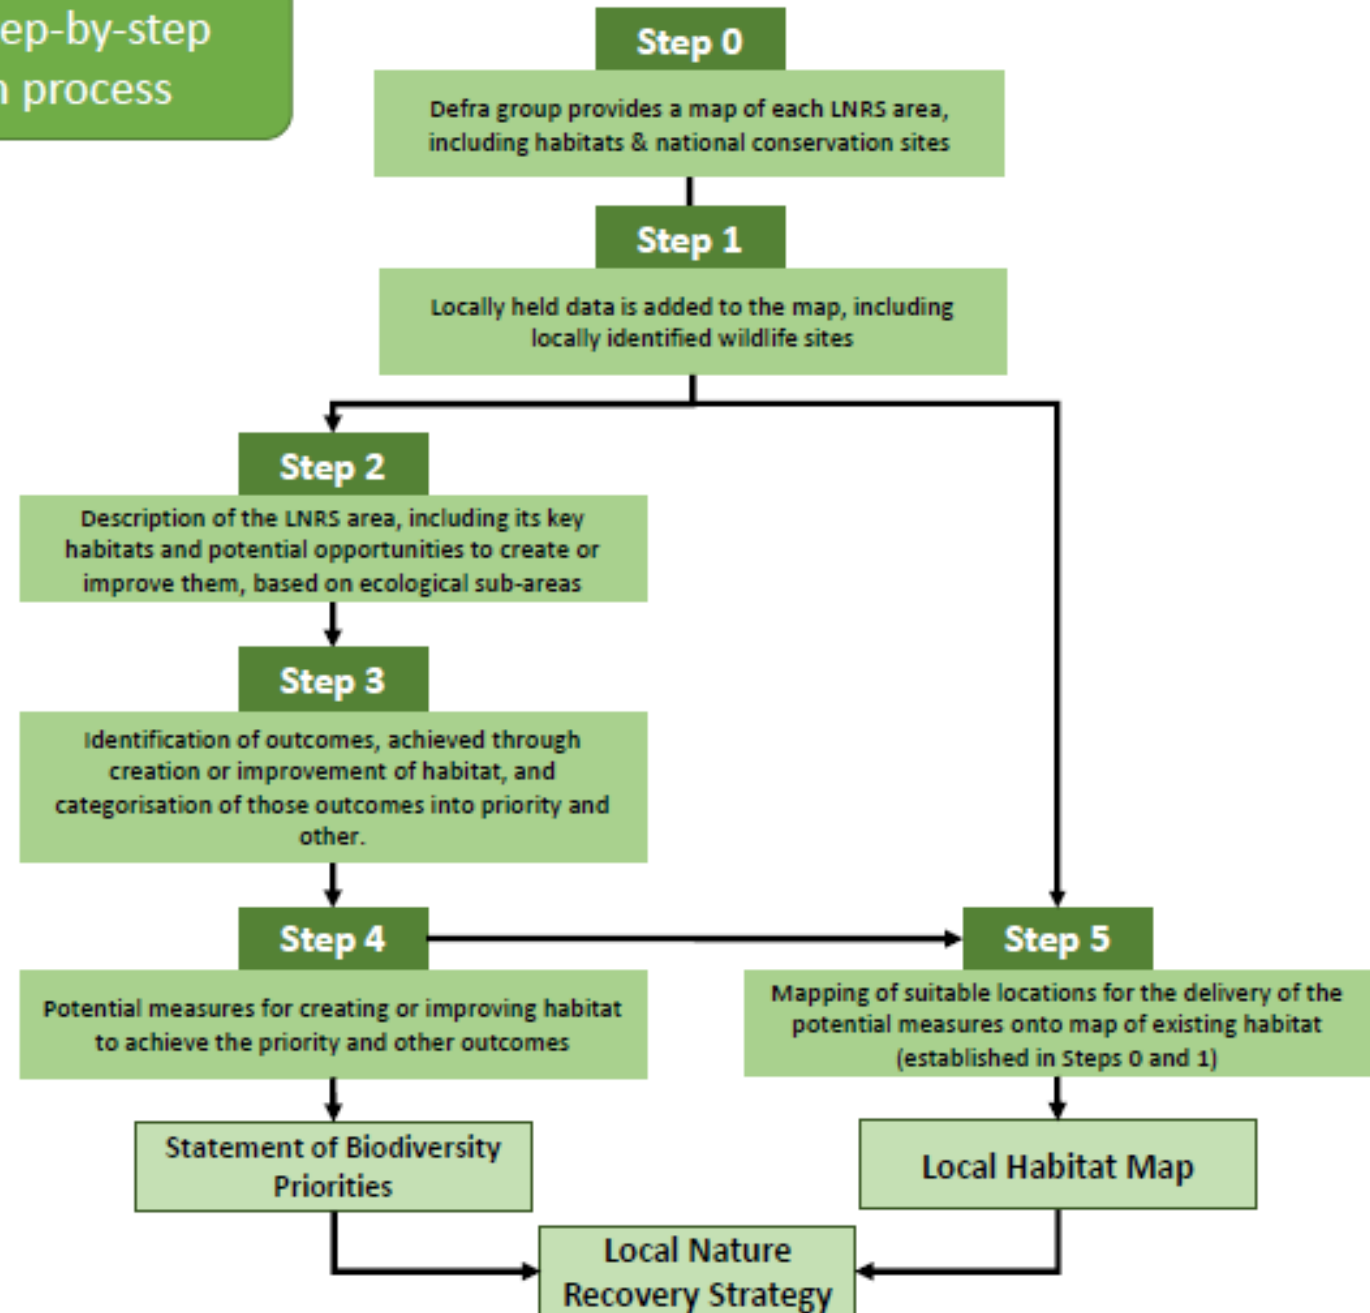 ep-by-step
n process
Step 0
Defra group provides a map of each LNRS area,
including habitats & national conservation sites
Step 1
Locally held data is added to the map, including
locally identified wildlife sites
Step 2
Description of the LNRS area, including its key
habitats and potential opportunities to create or
improve them, based on ecological sub-areas
Step 3
Identification of outcomes, achieved through
creation or improvement of habitat, and
categorisation of those outcomes into priority and
other.
Step 4
Potential measures for creating or improving habitat
to achieve the priority and other outcomes
Step 5
Mapping of suitable locations for the delivery of the
potential measures onto map of existing habitat
(established in Steps 0 and 1)
Statement of Biodiversity
Priorities
Local Habitat Map
Local Nature
Recovery Strategy